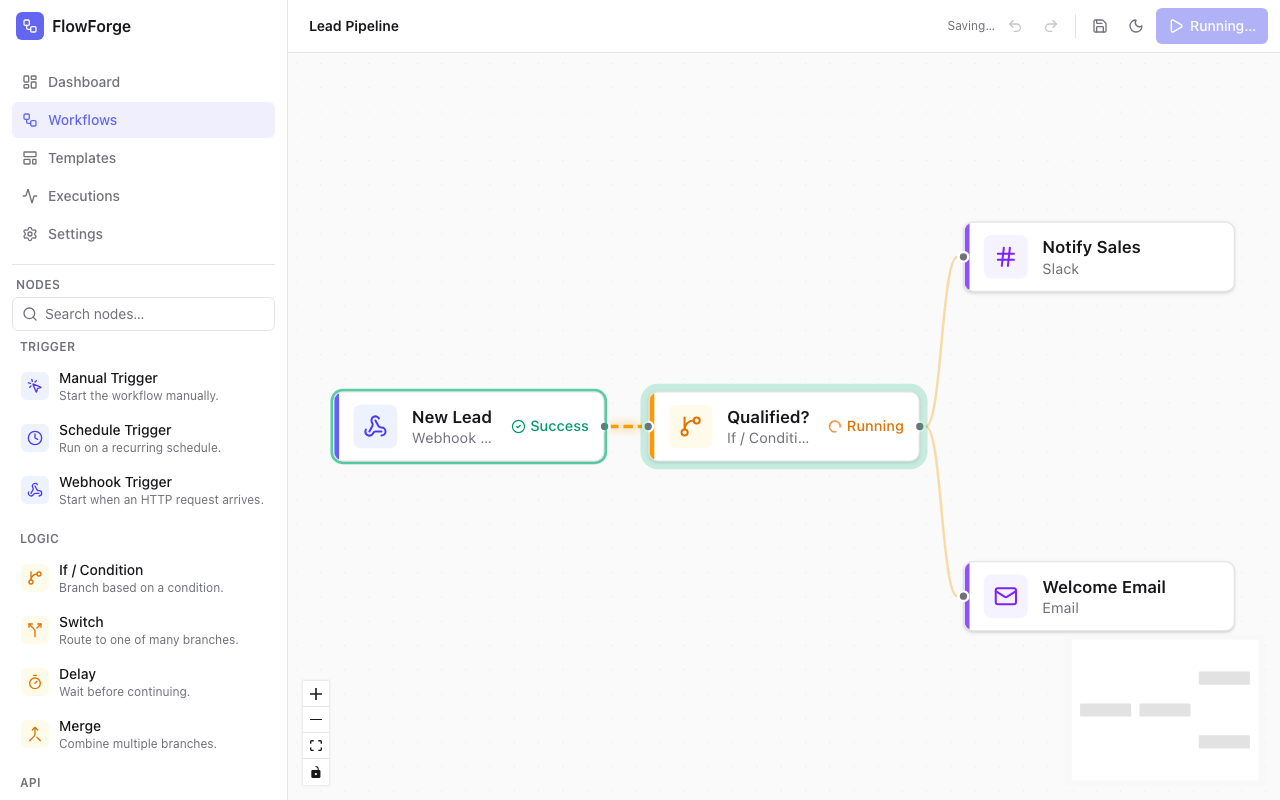 FlowForge
Dashboard
Workflows
Templates
Executions
Settings
NODES
Search nodes...
TRIGGER
Manual Trigger
Start the workflow manually.
Schedule Trigger
Run on a recurring schedule.
Webhook Trigger
Start when an HTTP request arrives.
LOGIC
If / Condition
Branch based on a condition.
Switch
Route to one of many branches.
Delay
Wait before continuing.
Merge
Combine multiple branches.
API
Lead Pipeline
Saving...
Running...
New Lead
Webhook ...
Success
Qualified?
If / Conditi...
Running
Notify Sales
Slack
Welcome Email
Email